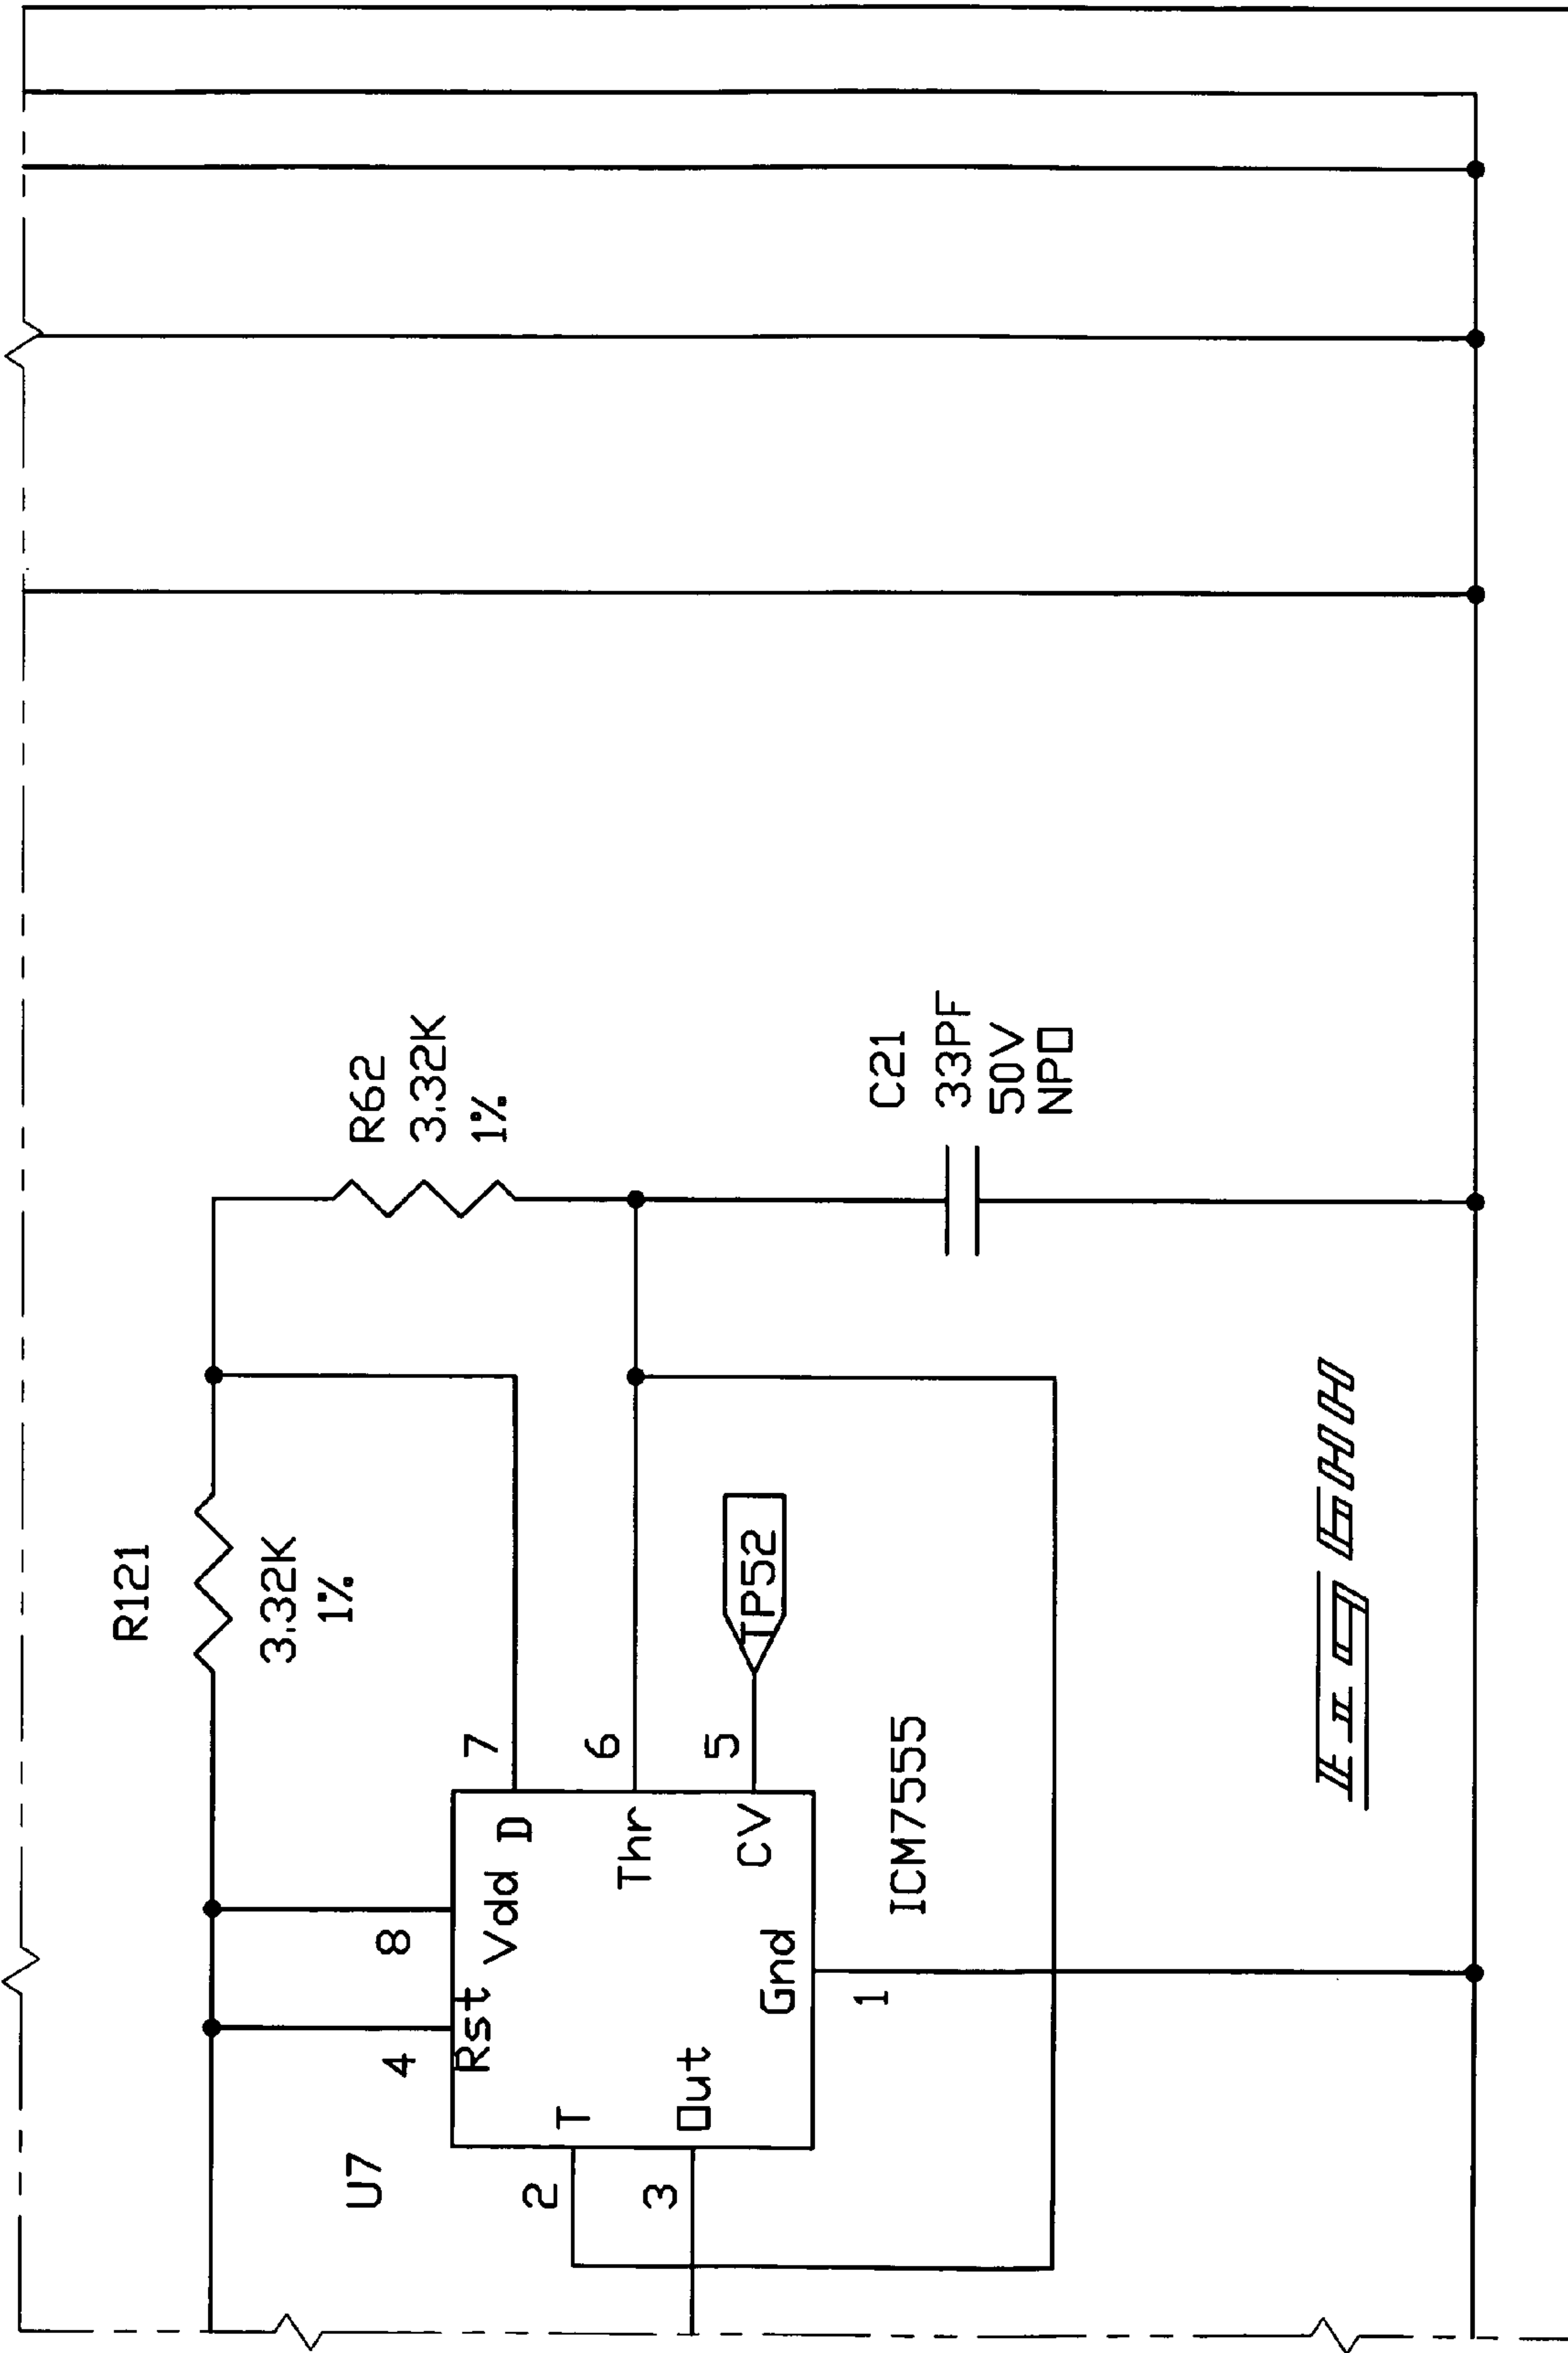 R121
3.32K
1%
R62
3.32K
1%
C21
33PF
50V
NPO
U7
4
8
Rst
Vdd
D
7
2
T
Thr
6
3
Out
CV
5
TP52
Gnd
1
ICM7555